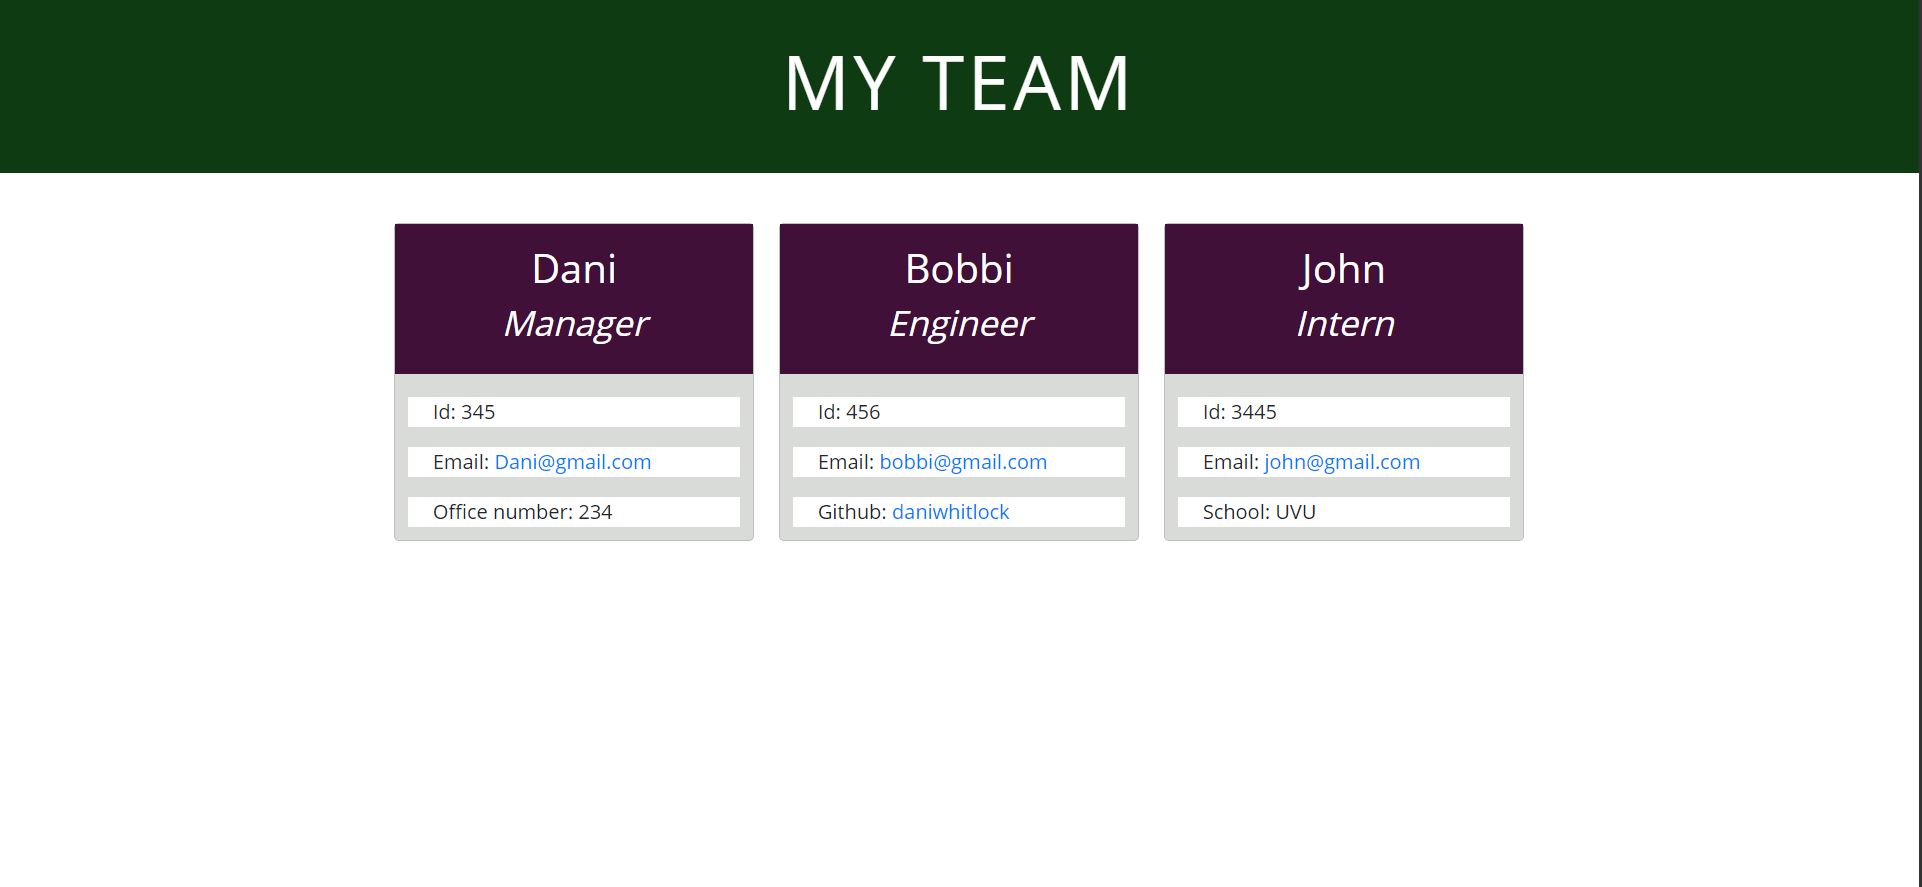 MY TEAM
Dani
Manager
Id: 345
Email: Dani@gmail.com
Office number: 234
Bobbi
Engineer
Id: 456
Email: bobbi@gmail.com
Github: daniwhitlock
John
Intern
Id: 3445
Email: john@gmail.com
School: UVU